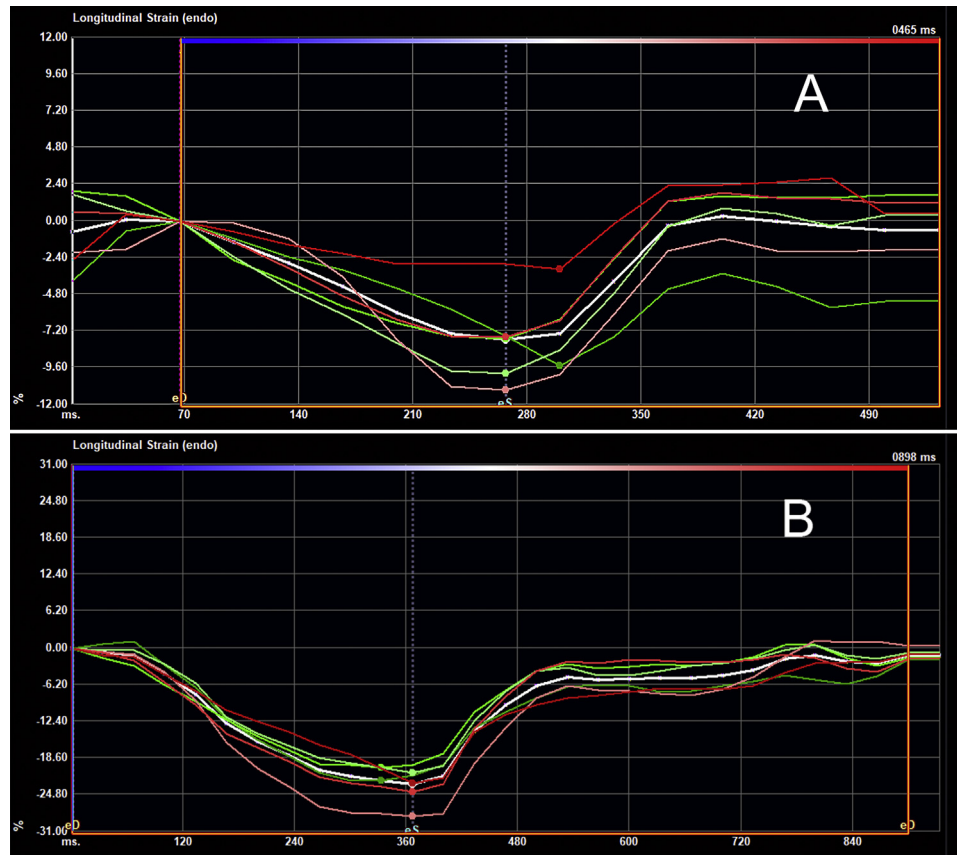 Longitudinal Strain (endo)
0465 ms
12.00
9.60
7.20
4.80
2.40
0.00
-2.40
-4.80
-7.20
-9.60
-12.00
%
A
eD
eS
ms.
70
140
210
280
350
420
490
Longitudinal Strain (endo)
0898 ms
31.00
24.80
18.60
12.40
6.20
0.00
-6.20
-12.40
-18.60
-24.80
-31.00
%
B
eD
eS
eD
ms.
120
240
360
480
600
720
840